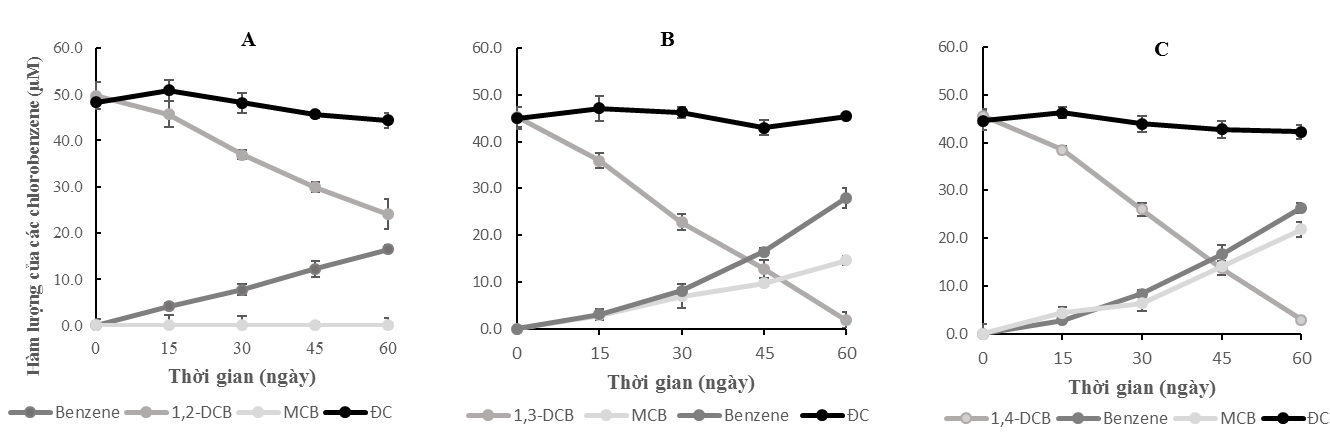 A
Hàm lượng của các chlorobenzene (µM)
60.0
50.0
40.0
30.0
20.0
10.0
0.0
0 15 30 45 60
Thời gian (ngày)
Benzene 1,2-DCB MCB ĐC
B
60.0
50.0
40.0
30.0
20.0
10.0
0.0
0 15 30 45 60
Thời gian (ngày)
1,3-DCB MCB Benzene ĐC
C
60.0
50.0
40.0
30.0
20.0
10.0
0.0
0 15 30 45 60
Thời gian (ngày)
1,4-DCB Benzene MCB ĐC